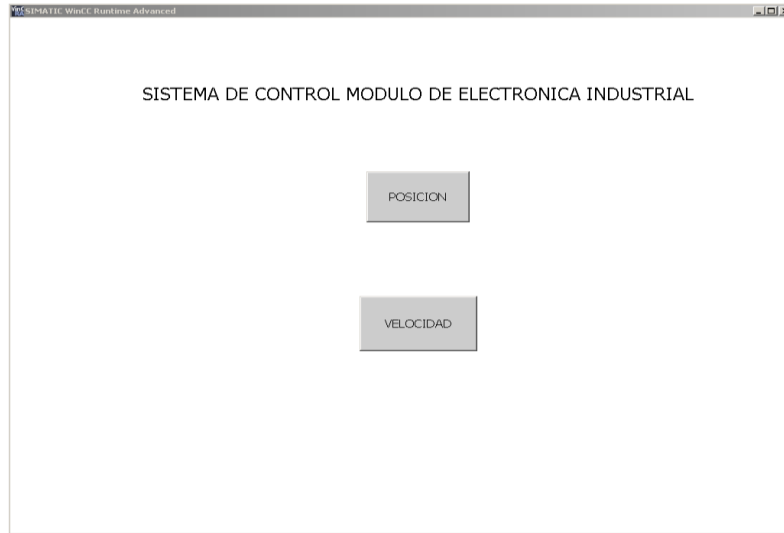 SIMATIC WinCC Runtime Advanced
SISTEMA DE CONTROL MODULO DE ELECTRONICA INDUSTRIAL
POSICION
VELOCIDAD